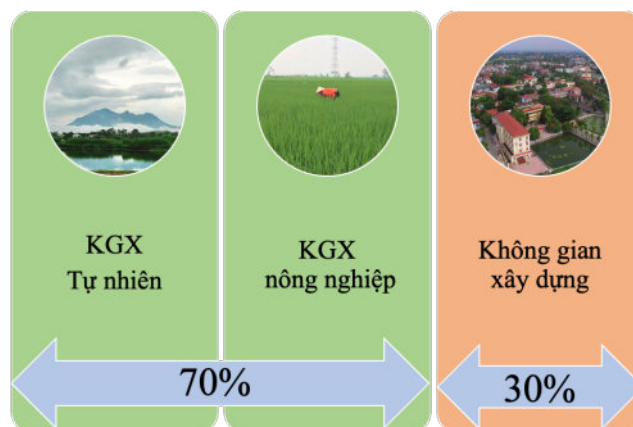 KGX
Tự nhiên
KGX
nông nghiệp
Không gian
xây dựng
70%
30%